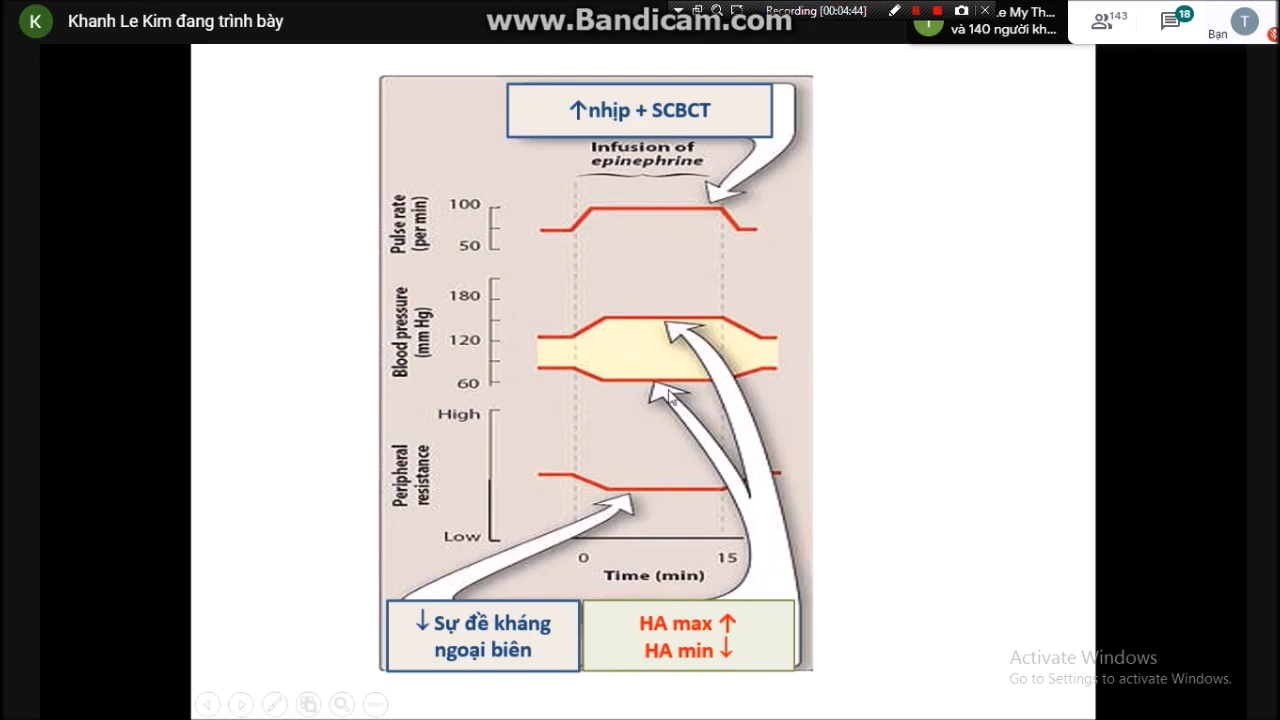 K Khanh Le Kim đang trình bày
www.Bandicam.com
Recording [00:04:44]
.e My Th...
và 140 người kh...
143
18
Bạn
T
↑nhịp + SCBCT
Infusion of
epinephrine
Pulse rate
(per min)
100
50
Blood pressure
(mm Hg)
180
120
60
Peripheral
resistance
High
Low
0 15
Time (min)
↓Sự đề kháng
ngoại biên
HA max ↑
HA min ↓
Activate Windows
Go to Settings to activate Windows.